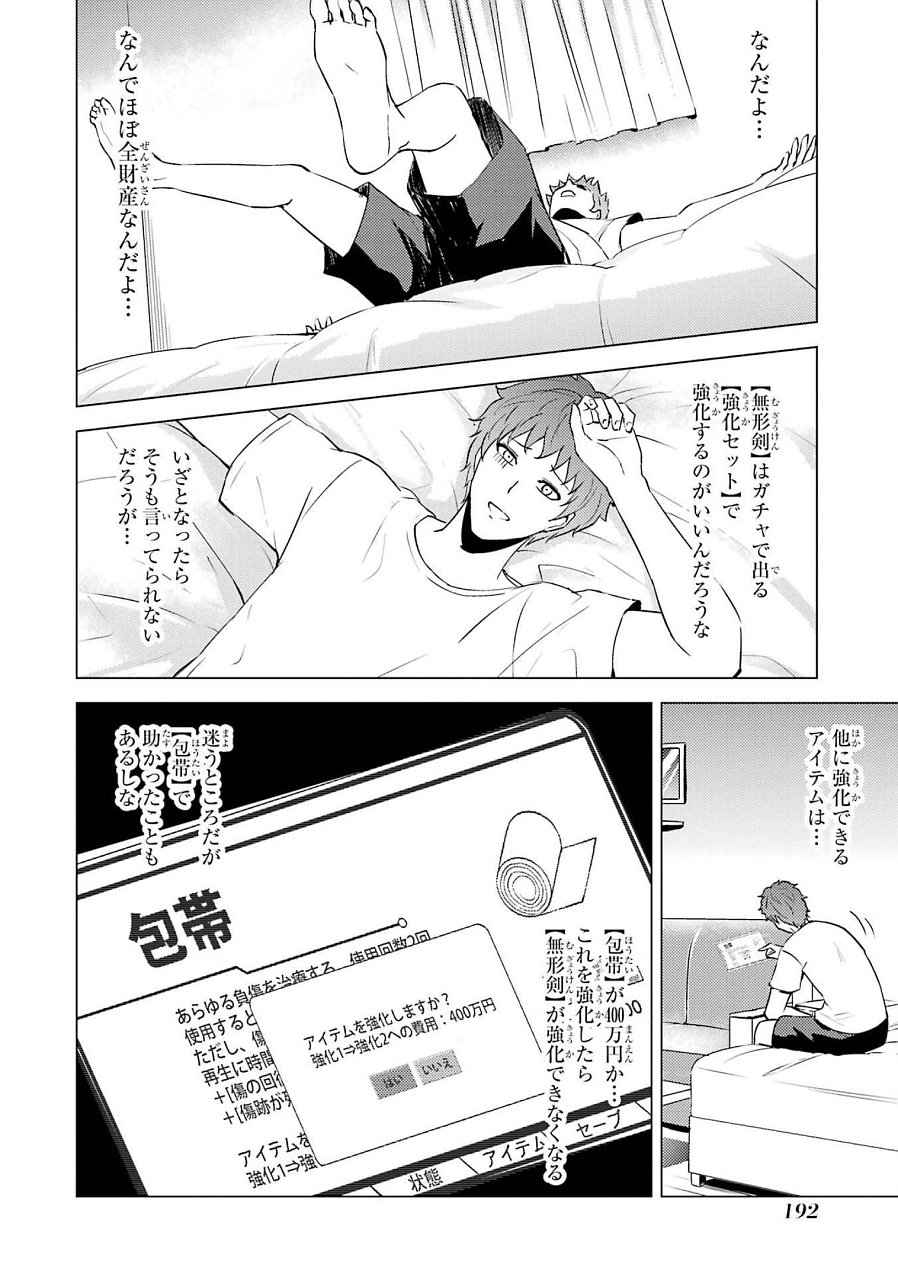 なんだよ…
なんでほぼ全財産なんだよ…
【無形剣】はガチャで出る
【強化セット】で
強化するのがいいんだろうな
いざとなったら
そうも言ってられない
だろうが…
他に強化できる
アイテムは…
【包帯】が400万円か…
これを強化したら
【無形剣】が強化できなくなる
迷うところだが
【包帯】で
助かったことも
あるしな
包帯
あらゆる負傷を治療する 使用回数2回
使用すると
ただし、傷
再生に時間
+[傷の回復
+[傷跡が残
アイテムを
強化1⇒強
アイテムを強化しますか？
強化1⇒強化2への費用：400万円
はい
いいえ
状態
アイテム
セーブ
192